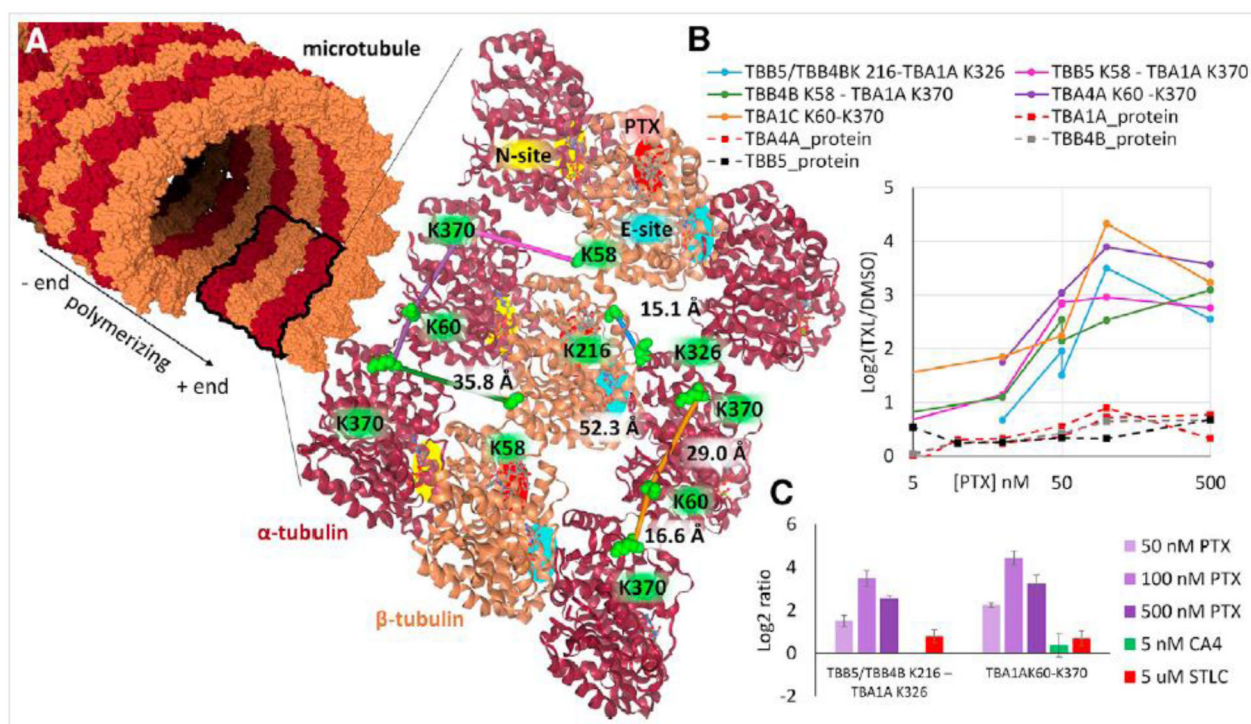 A
microtubule
- end
polymerizing
+ end
N-site
PTX
E-site
K370
K58
K60
K216
15.1 Å
K326
35.8 Å
K370
K370
52.3 Å
29.0 Å
K58
K60
α-tubulin
16.6 Å
K370
β-tubulin
B
TBB5/TBB4BK 216-TBA1A K326
TBB5 K58 - TBA1A K370
TBB4B K58 - TBA1A K370
TBA4A K60 -K370
TBA1C K60-K370
TBA1A_protein
TBA4A_protein
TBB4B_protein
TBB5_protein
Log2(TXL/DMSO)
5
4
3
2
1
0
5 [PTX] nM 50 500
C
Log2 ratio
6
4
2
0
-2
TBB5/TBB4B K216 –
TBA1A K326
TBA1AK60-K370
50 nM PTX
100 nM PTX
500 nM PTX
5 nM CA4
5 uM STLC